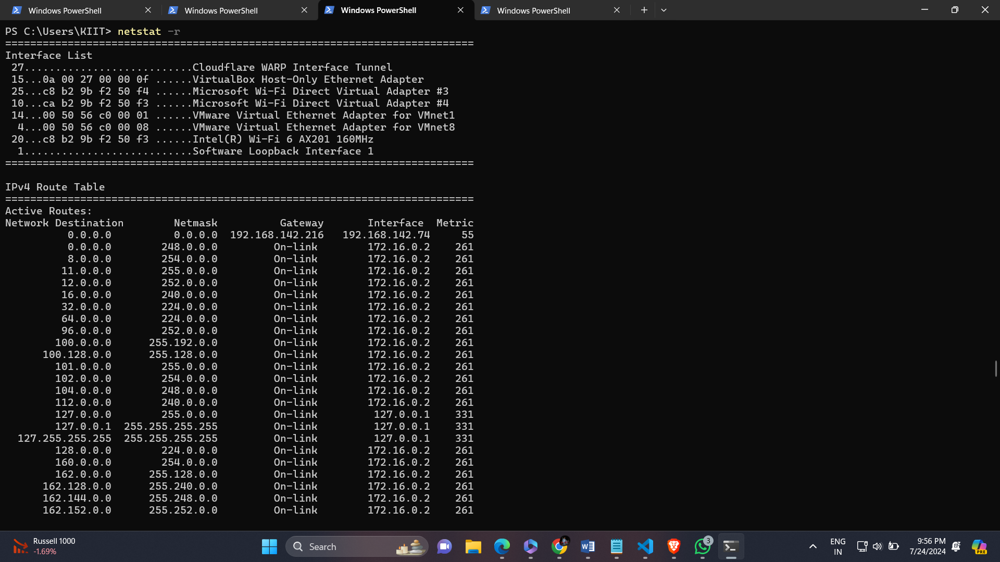 Windows PowerShell
Windows PowerShell
Windows PowerShell
Windows PowerShell
PS C:\Users\KIIT> netstat -r
===========================================================================
Interface List
 27...........................Cloudflare WARP Interface Tunnel
 15...0a 00 27 00 00 0f ......VirtualBox Host-Only Ethernet Adapter
 25...c8 b2 9b f2 50 f4 ......Microsoft Wi-Fi Direct Virtual Adapter #3
 10...ca b2 9b f2 50 f3 ......Microsoft Wi-Fi Direct Virtual Adapter #4
 14...00 50 56 c0 00 01 ......VMware Virtual Ethernet Adapter for VMnet1
  4...00 50 56 c0 00 08 ......VMware Virtual Ethernet Adapter for VMnet8
 20...c8 b2 9b f2 50 f3 ......Intel(R) Wi-Fi 6 AX201 160MHz
  1...........................Software Loopback Interface 1
===========================================================================

IPv4 Route Table
===========================================================================
Active Routes:
Network Destination        Netmask          Gateway       Interface  Metric
          0.0.0.0          0.0.0.0  192.168.142.216   192.168.142.74     55
          0.0.0.0        248.0.0.0       On-link        172.16.0.2    261
          8.0.0.0        254.0.0.0       On-link        172.16.0.2    261
         11.0.0.0        255.0.0.0       On-link        172.16.0.2    261
         12.0.0.0        252.0.0.0       On-link        172.16.0.2    261
         16.0.0.0        240.0.0.0       On-link        172.16.0.2    261
         32.0.0.0        224.0.0.0       On-link        172.16.0.2    261
         64.0.0.0        224.0.0.0       On-link        172.16.0.2    261
         96.0.0.0        252.0.0.0       On-link        172.16.0.2    261
        100.0.0.0      255.192.0.0       On-link        172.16.0.2    261
      100.128.0.0      255.128.0.0       On-link        172.16.0.2    261
        101.0.0.0        255.0.0.0       On-link        172.16.0.2    261
        102.0.0.0        254.0.0.0       On-link        172.16.0.2    261
        104.0.0.0        248.0.0.0       On-link        172.16.0.2    261
        112.0.0.0        240.0.0.0       On-link        172.16.0.2    261
        127.0.0.0        255.0.0.0       On-link         127.0.0.1    331
        127.0.0.1  255.255.255.255       On-link         127.0.0.1    331
  127.255.255.255  255.255.255.255       On-link         127.0.0.1    331
        128.0.0.0        224.0.0.0       On-link        172.16.0.2    261
        160.0.0.0        254.0.0.0       On-link        172.16.0.2    261
        162.0.0.0      255.128.0.0       On-link        172.16.0.2    261
      162.128.0.0      255.240.0.0       On-link        172.16.0.2    261
      162.144.0.0      255.248.0.0       On-link        172.16.0.2    261
      162.152.0.0      255.252.0.0       On-link        172.16.0.2    261
Russell 1000
-1.69%
Search
3
ENG
IN
9:56 PM
7/24/2024
PRE